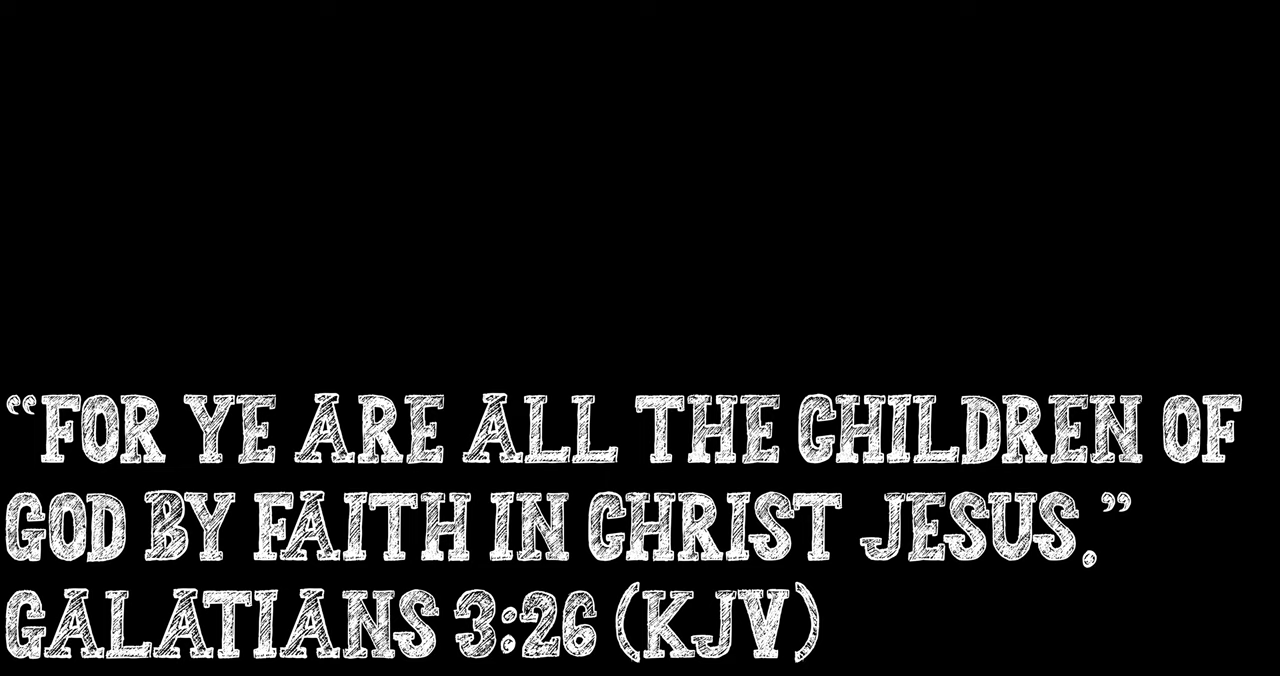 “FOR YE ARE ALL THE CHILDREN OF
GOD BY FAITH IN CHRIST JESUS.”
GALATIANS 3:26 (KJV)